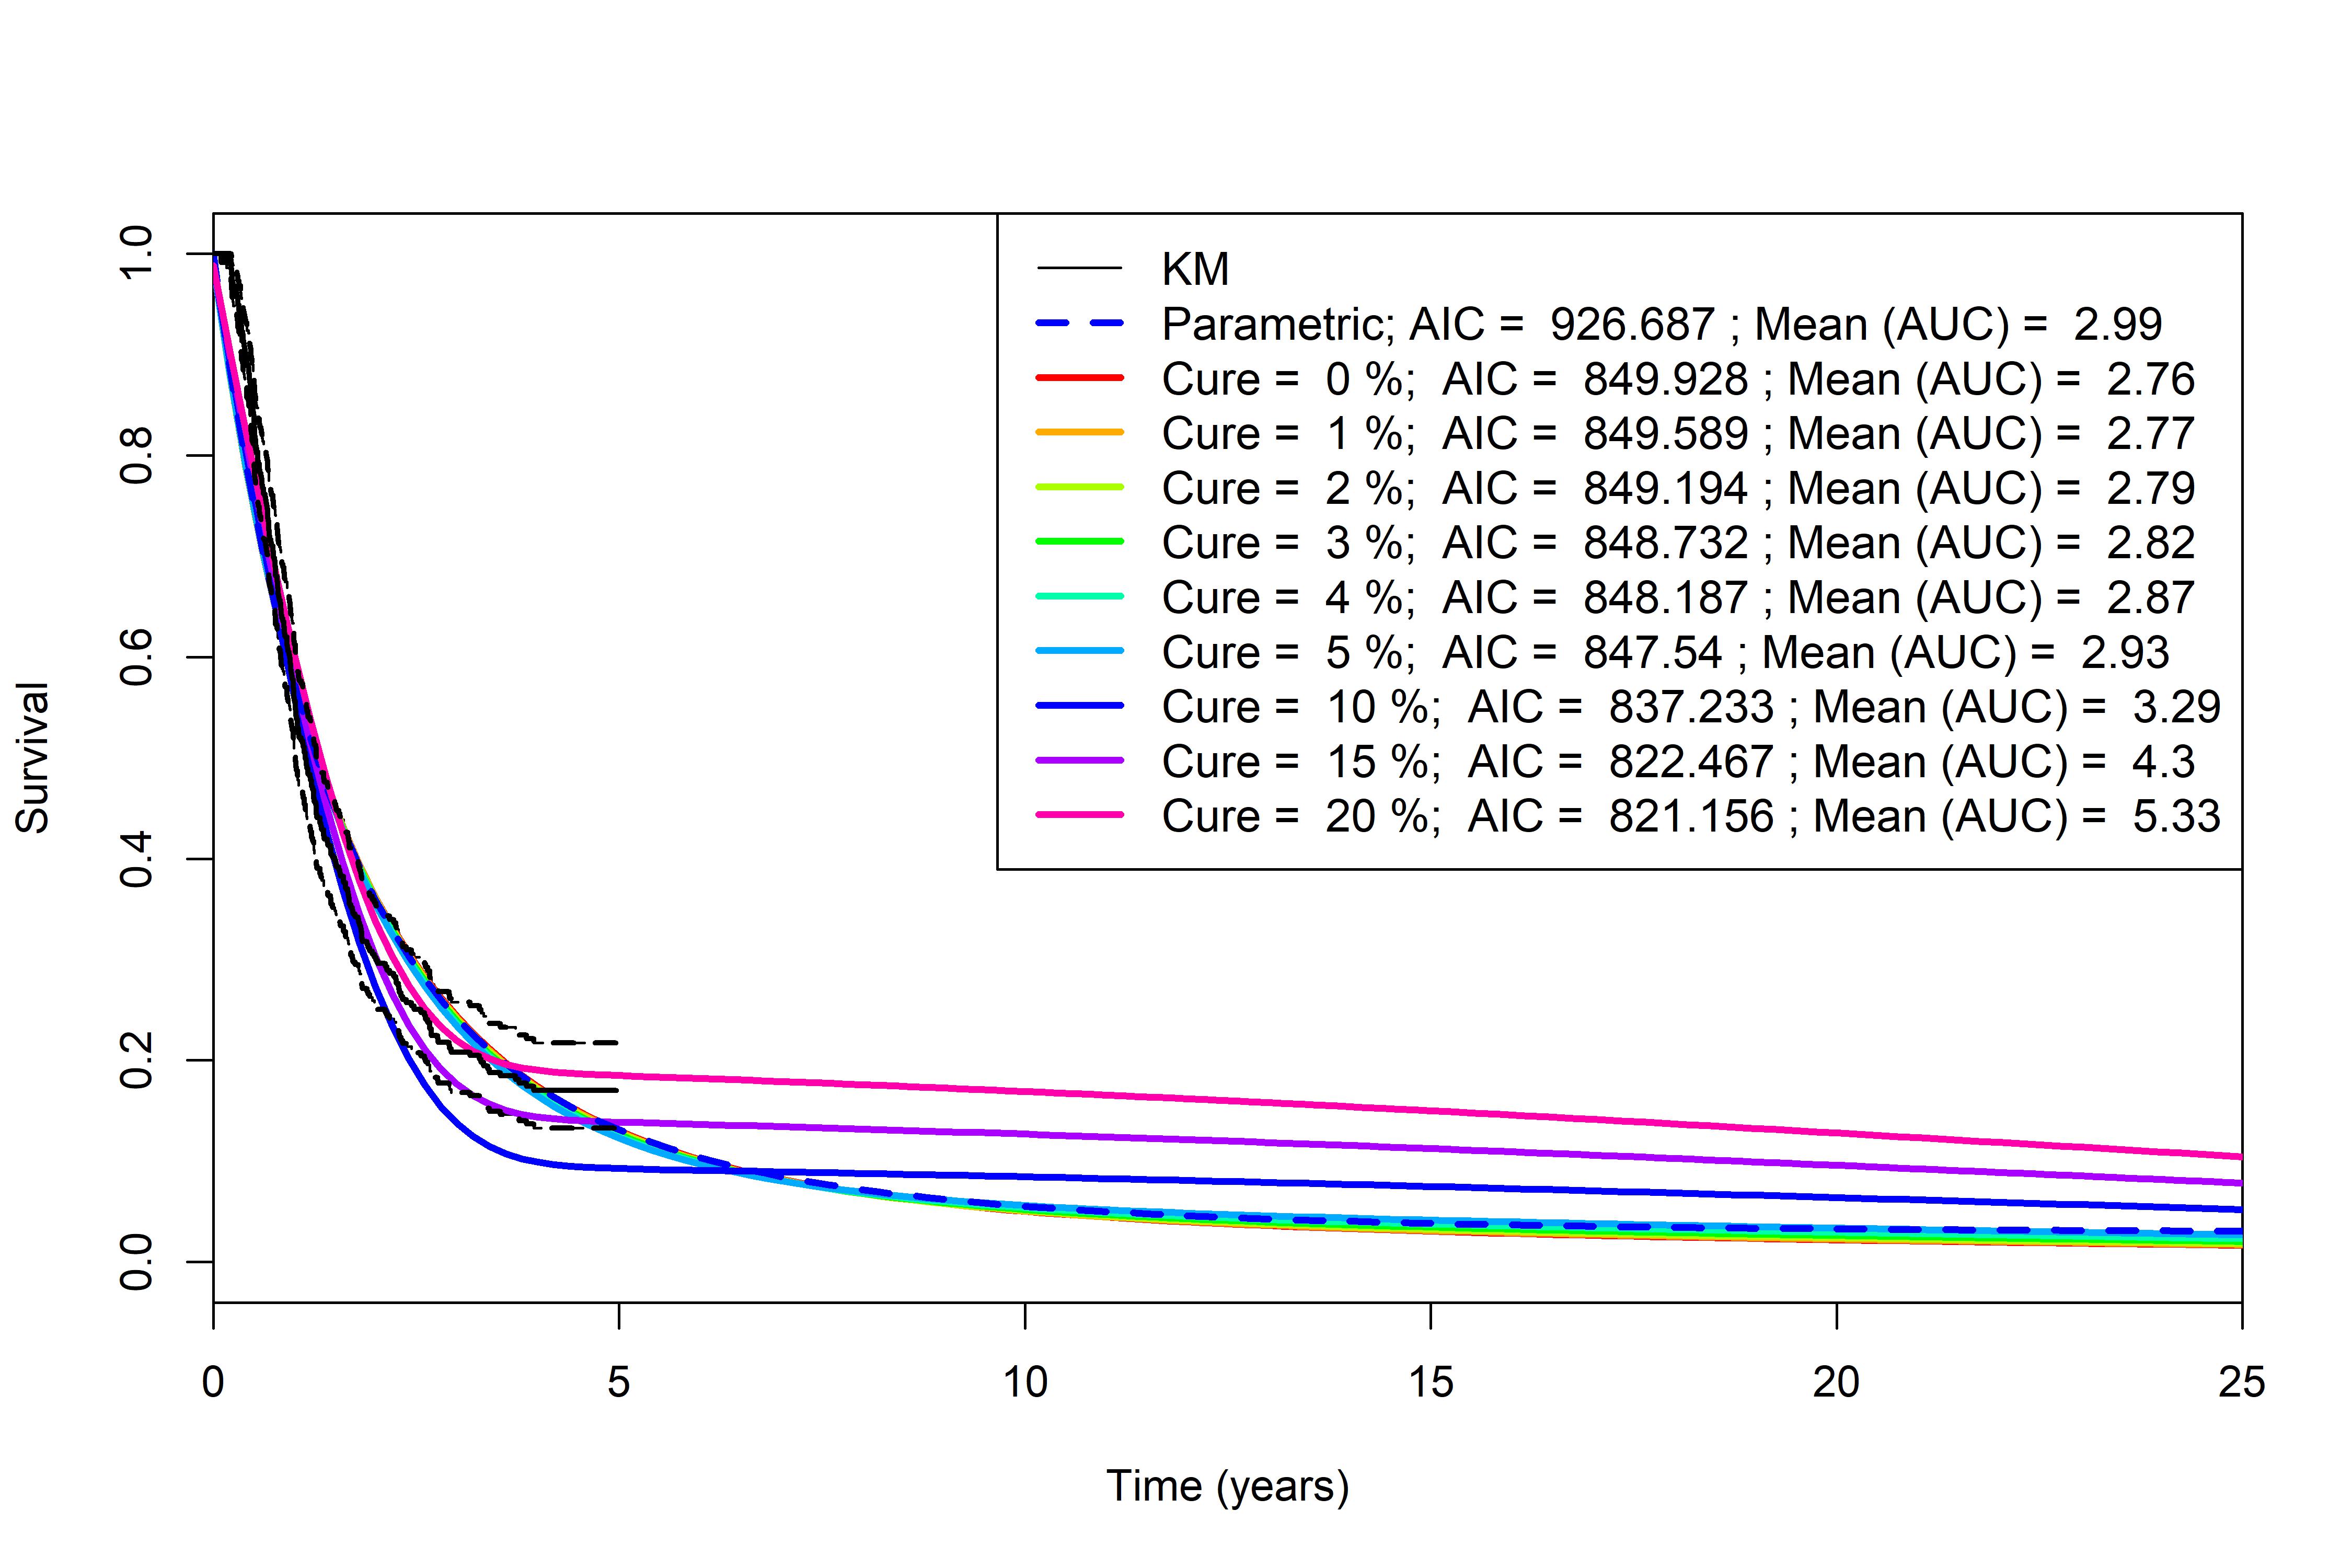 KM
Parametric; AIC = 926.687 ; Mean (AUC) = 2.99
Cure = 0 %; AIC = 849.928 ; Mean (AUC) = 2.76
Cure = 1 %; AIC = 849.589 ; Mean (AUC) = 2.77
Cure = 2 %; AIC = 849.194 ; Mean (AUC) = 2.79
Cure = 3 %; AIC = 848.732 ; Mean (AUC) = 2.82
Cure = 4 %; AIC = 848.187 ; Mean (AUC) = 2.87
Cure = 5 %; AIC = 847.54 ; Mean (AUC) = 2.93
Cure = 10 %; AIC = 837.233 ; Mean (AUC) = 3.29
Cure = 15 %; AIC = 822.467 ; Mean (AUC) = 4.3
Cure = 20 %; AIC = 821.156 ; Mean (AUC) = 5.33
Survival
1.0
0.8
0.6
0.4
0.2
0.0
0 5 10 15 20 25
Time (years)